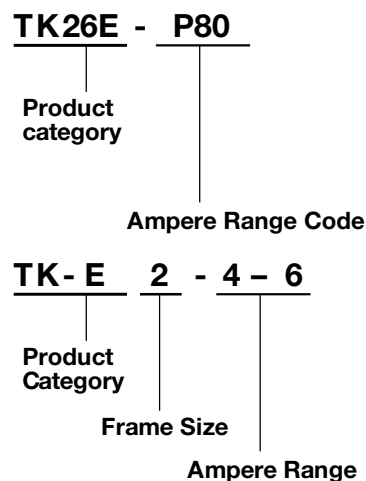 TK26E - P80
Product
category
Ampere Range Code
TK- E 2 - 4 – 6
Product
Category
Frame Size
Ampere Range